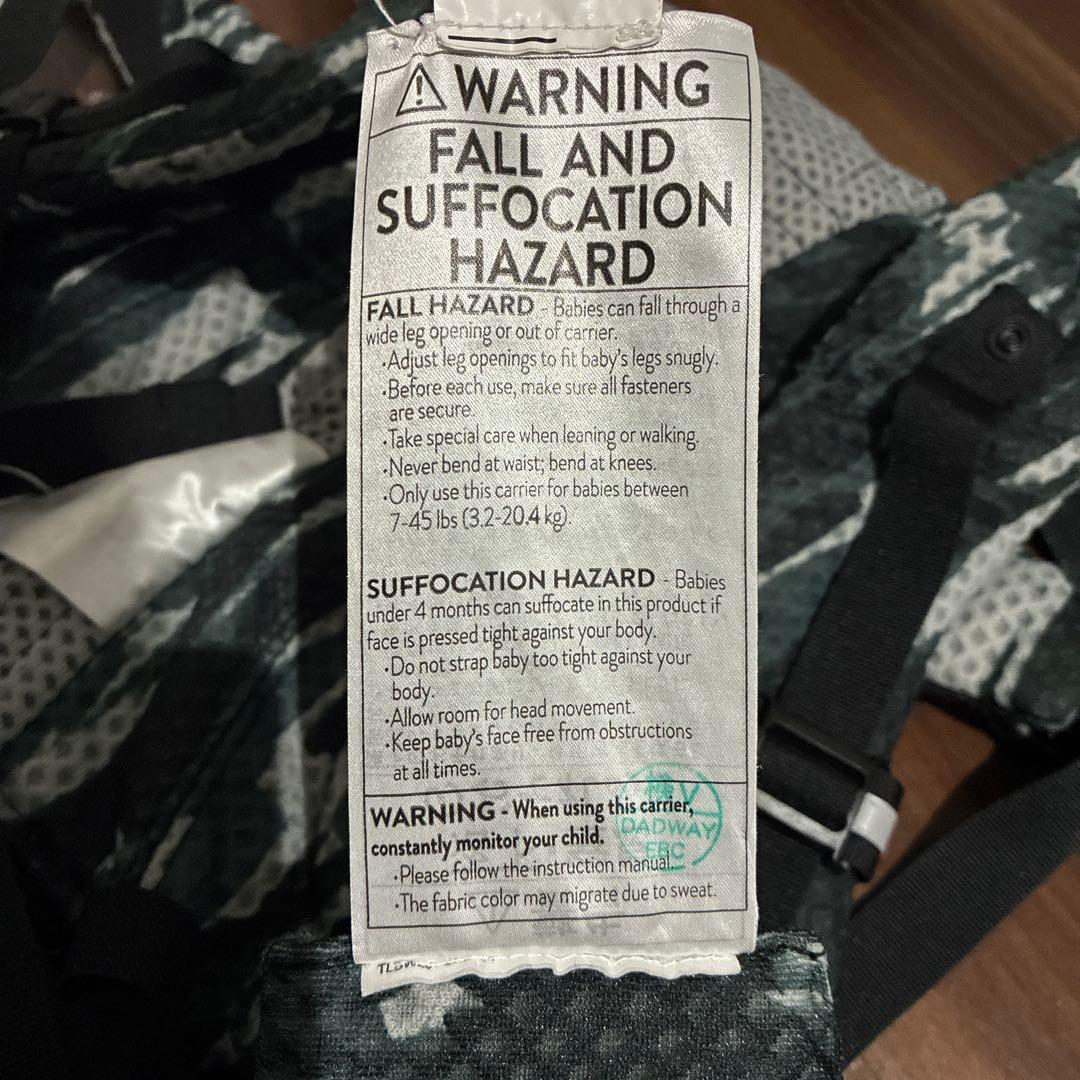 WARNING
FALL AND
SUFFOCATION
HAZARD
FALL HAZARD - Babies can fall through a
wide leg opening or out of carrier.
•Adjust leg openings to fit baby's legs snugly.
•Before each use, make sure all fasteners
are secure.
•Take special care when leaning or walking.
•Never bend at waist; bend at knees.
•Only use this carrier for babies between
7-45 lbs (3.2-20.4 kg).
SUFFOCATION HAZARD - Babies
under 4 months can suffocate in this product if
face is pressed tight against your body.
•Do not strap baby too tight against your
body.
•Allow room for head movement.
•Keep baby's face free from obstructions
at all times.
WARNING - When using this carrier,
constantly monitor your child.
•Please follow the instruction manual.
•The fabric color may migrate due to sweat.
DADWAY